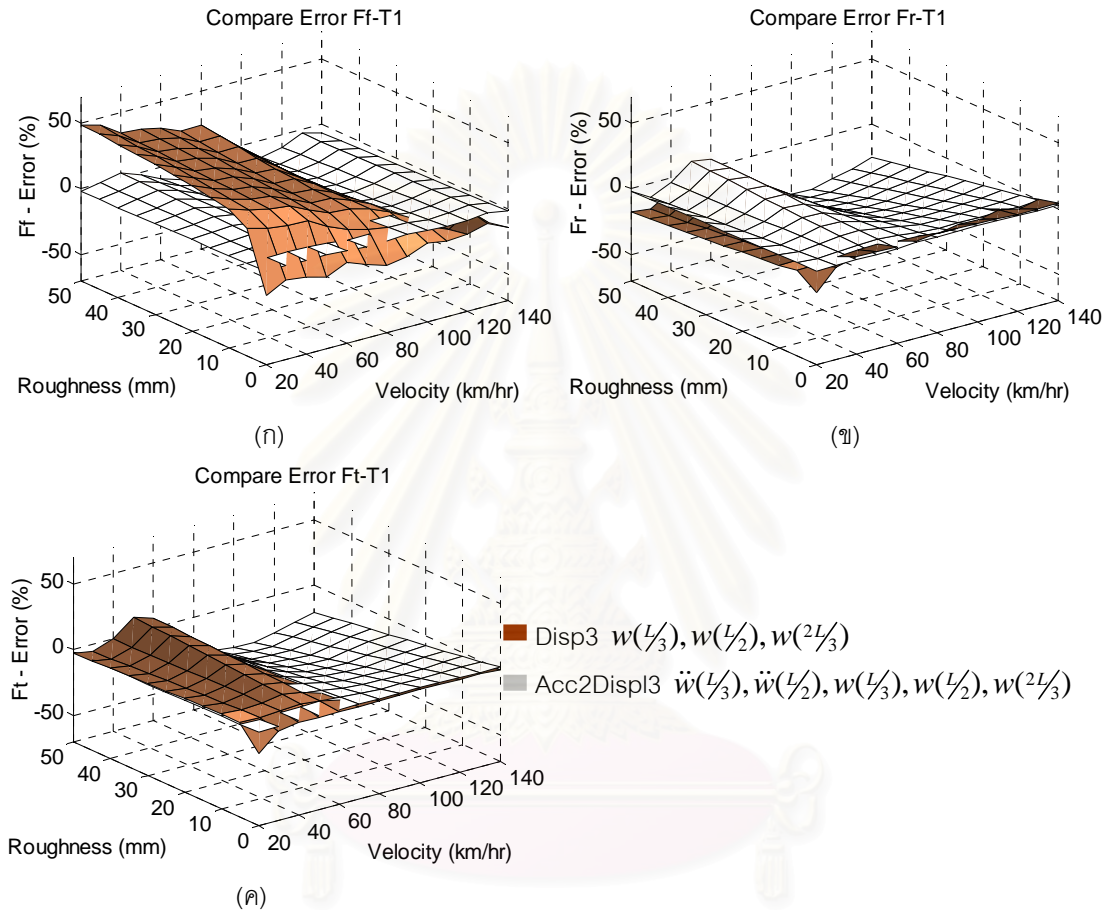 Compare Error Ff-T1
Ff - Error (%)
50
0
-50
50
40
30
20
10
0
Roughness (mm)
20
40
60
80
100
120
140
Velocity (km/hr)
(ก)
Compare Error Fr-T1
Fr - Error (%)
50
0
-50
50
40
30
20
10
0
Roughness (mm)
20
40
60
80
100
120
140
Velocity (km/hr)
(ข)
Compare Error Ft-T1
Ft - Error (%)
50
0
-50
50
40
30
20
10
0
Roughness (mm)
20
40
60
80
100
120
140
Velocity (km/hr)
(ค)
Disp3 w(L/3), w(L/2), w(2L/3)
Acc2Displ3 ẅ(L/3), ẅ(L/2), w(L/3), w(L/2), w(2L/3)